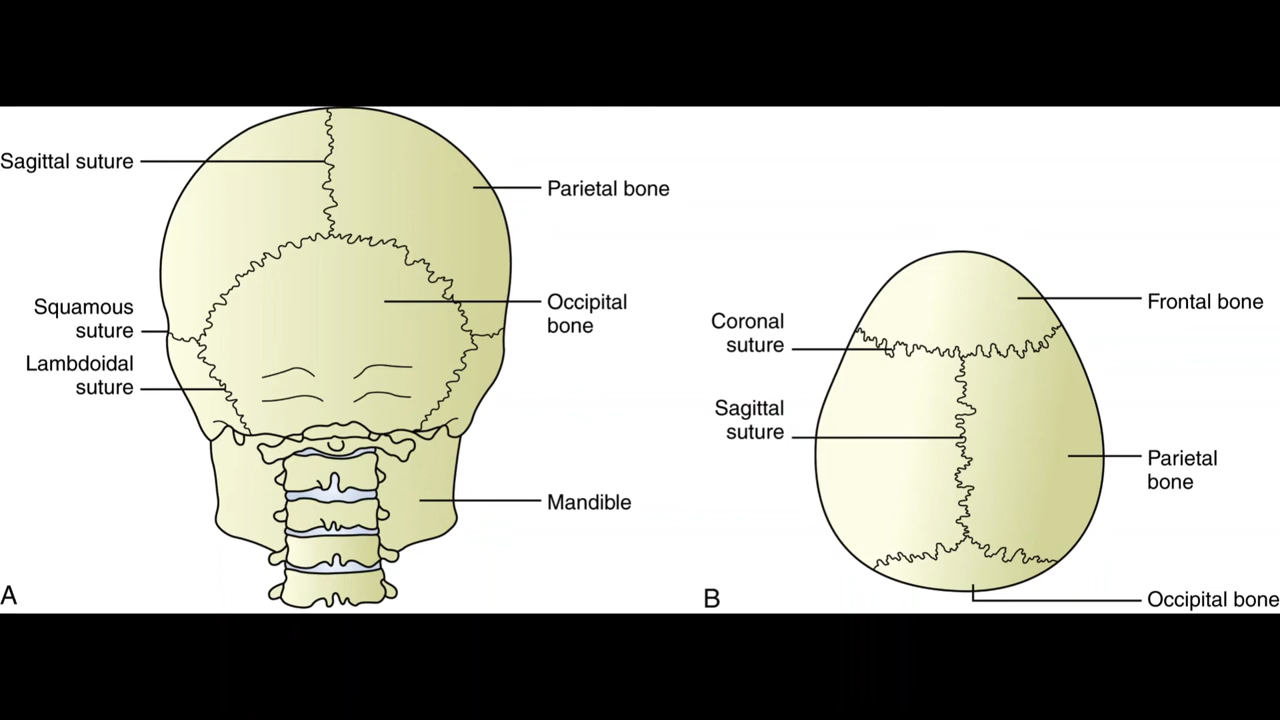 Sagittal suture
Parietal bone
Squamous
suture
Occipital
bone
Lambdoidal
suture
Mandible
A
Frontal bone
Coronal
suture
Sagittal
suture
Parietal
bone
Occipital bone
B